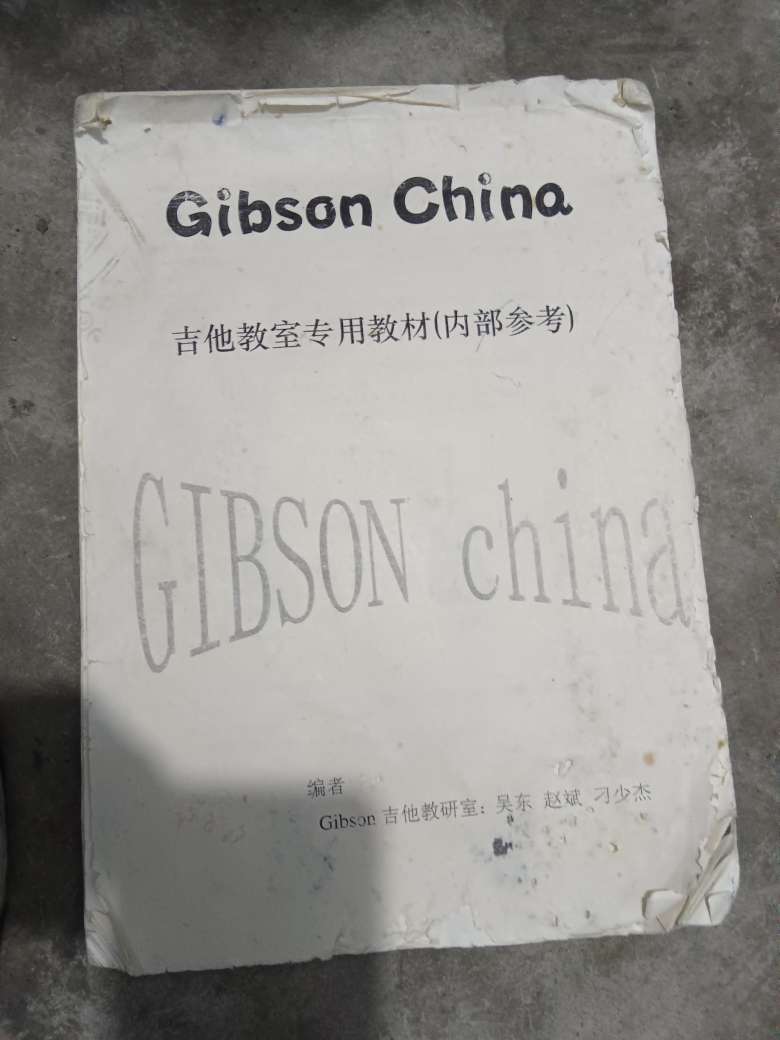 Gibson China
吉他教室专用教材(内部参考)
GIBSON china
编者
Gibson 吉他教研室: 吴东 赵斌 刁少杰